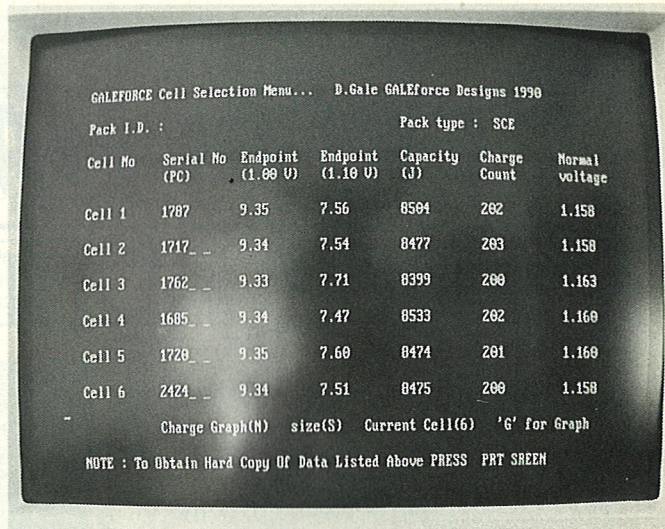 GALEFORCE Cell Selection Menu... D.Gale GALEforce Designs 1990
Pack I.D. : Pack type : SCE
Cell No Serial No Endpoint Endpoint Capacity Charge Normal
(PC) (1.00 V) (1.10 V) (J) Count voltage
Cell 1 1787 9.35 7.56 8504 202 1.158
Cell 2 1717_ _ 9.34 7.54 8477 203 1.158
Cell 3 1762_ _ 9.33 7.71 8399 200 1.163
Cell 4 1685_ _ 9.34 7.47 8533 202 1.160
Cell 5 1720_ _ 9.35 7.60 8474 201 1.160
Cell 6 2424_ _ 9.34 7.51 8475 200 1.158
Charge Graph(N) size(S) Current Cell(6) 'G' for Graph
NOTE : To Obtain Hard Copy Of Data Listed Above PRESS PRT SREEN